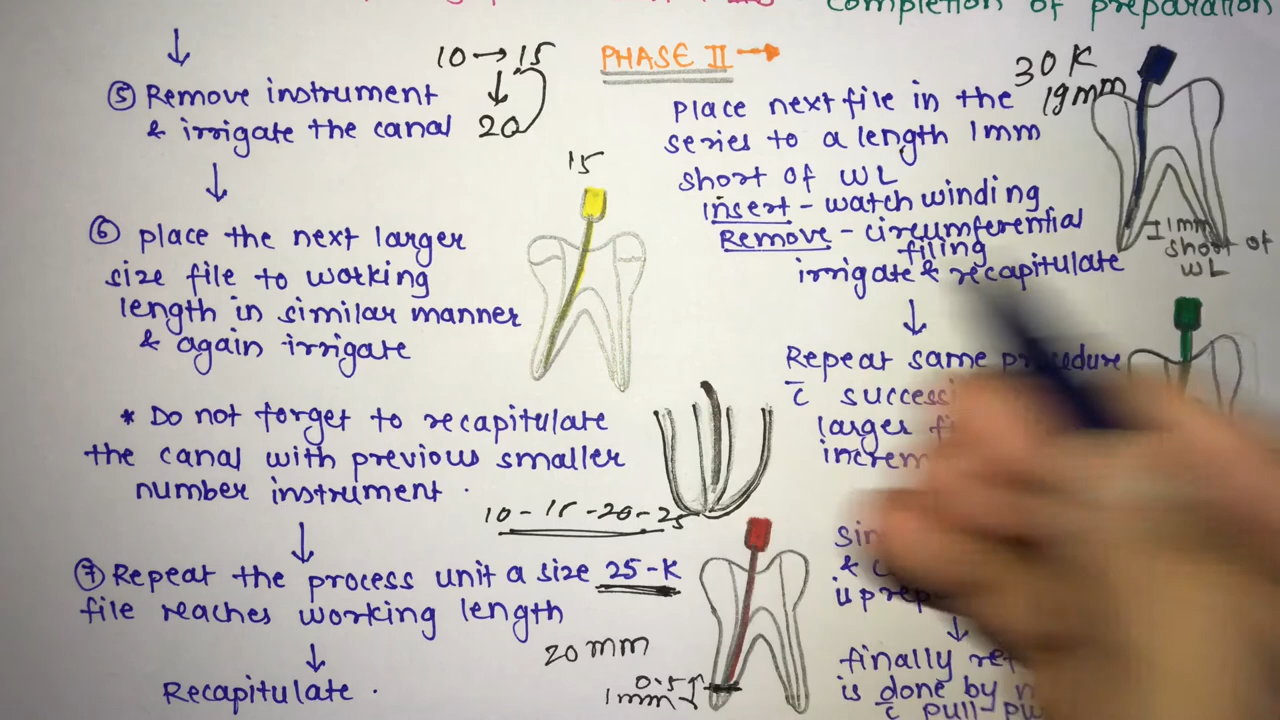 completion of preparation
↓
10 → 15
↓
20
⑤ Remove instrument
& irrigate the canal
↓
⑥ place the next larger
size file to working
length in similar manner
& again irrigate
15
* Do not forget to recapitulate
the canal with previous smaller
number instrument.
10 - 15 - 20 - 25
↓
⑦ Repeat the process unit a size 25-K
file reaches working length
↓
Recapitulate.
20 mm
0.5
1mm
PHASE II →
30 K
19mm
place next file in the
series to a length 1mm
short of WL
insert - watch winding
Remove - circumferential
filing
irrigate & recapitulate
1mm
short of
WL
↓
Repeat same procedure
c̄
larger
↓
finally
is done by
c̄ pull-